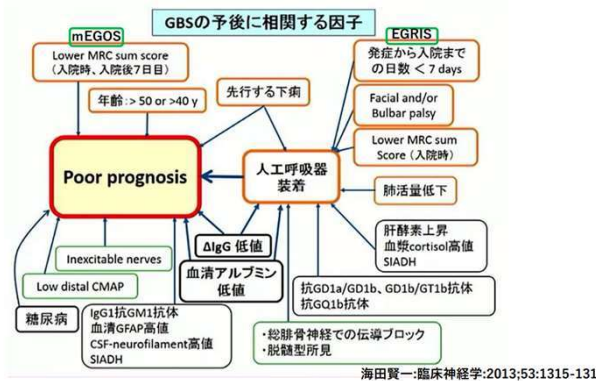 GBSの予後に相関する因子
mEGOS
Lower MRC sum score
(入院時、入院後7日目)
年齢:> 50 or >40 y
先行する下痢
EGRIS
発症から入院まで
の日数 < 7 days
Facial and/or
Bulbar palsy
Lower MRC sum
Score (入院時)
Poor prognosis
人工呼吸器
装着
肺活量低下
ΔIgG 低値
血清アルブミン
低値
Inexcitable nerves
Low distal CMAP
糖尿病
IgG1抗GM1抗体
血清GFAP高値
CSF-neurofilament高値
SIADH
肝酵素上昇
血漿cortisol高値
SIADH
抗GD1a/GD1b、GD1b/GT1b抗体
抗GQ1b抗体
・総腓骨神経での伝導ブロック
・脱髄型所見
海田賢一:臨床神経学:2013;53:1315-131